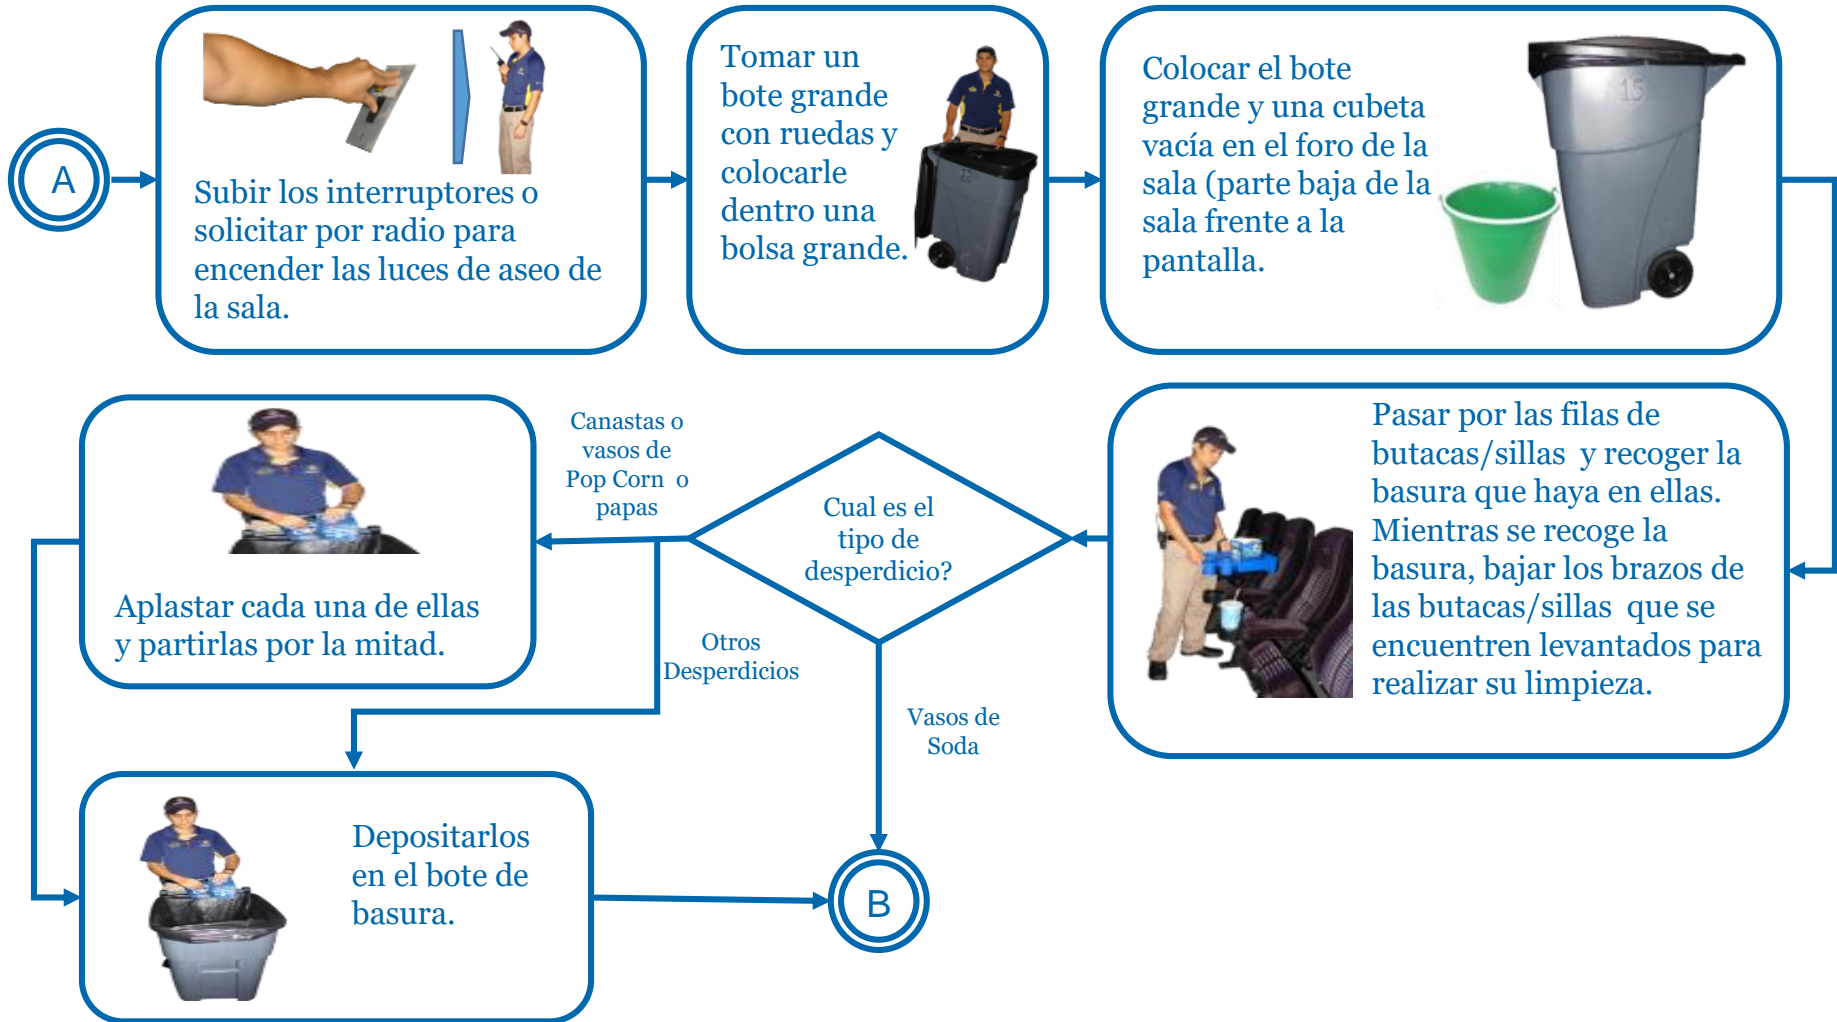 A
Subir los interruptores o
solicitar por radio para
encender las luces de aseo de
la sala.
Tomar un
bote grande
con ruedas y
colocarle
dentro una
bolsa grande.
Colocar el bote
grande y una cubeta
vacía en el foro de la
sala (parte baja de la
sala frente a la
pantalla.
15
Pasar por las filas de
butacas/sillas y recoger la
basura que haya en ellas.
Mientras se recoge la
basura, bajar los brazos de
las butacas/sillas que se
encuentren levantados para
realizar su limpieza.
Cual es el
tipo de
desperdicio?
Canastas o
vasos de
Pop Corn o
papas
Aplastar cada una de ellas
y partirlas por la mitad.
Otros
Desperdicios
Vasos de
Soda
Depositarlos
en el bote de
basura.
B